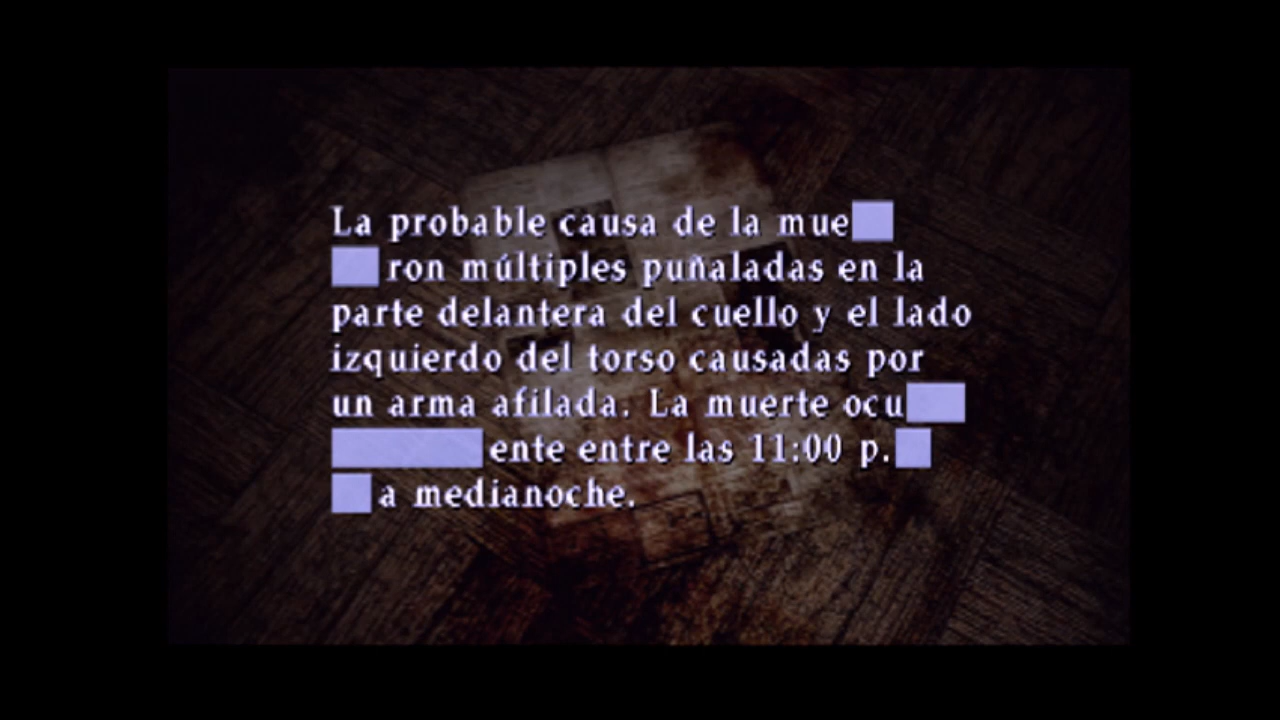 La probable causa de la mue
ron múltiples puñaladas en la
parte delantera del cuello y el lado
izquierdo del torso causadas por
un arma afilada. La muerte ocu
ente entre las 11:00 p.
a medianoche.